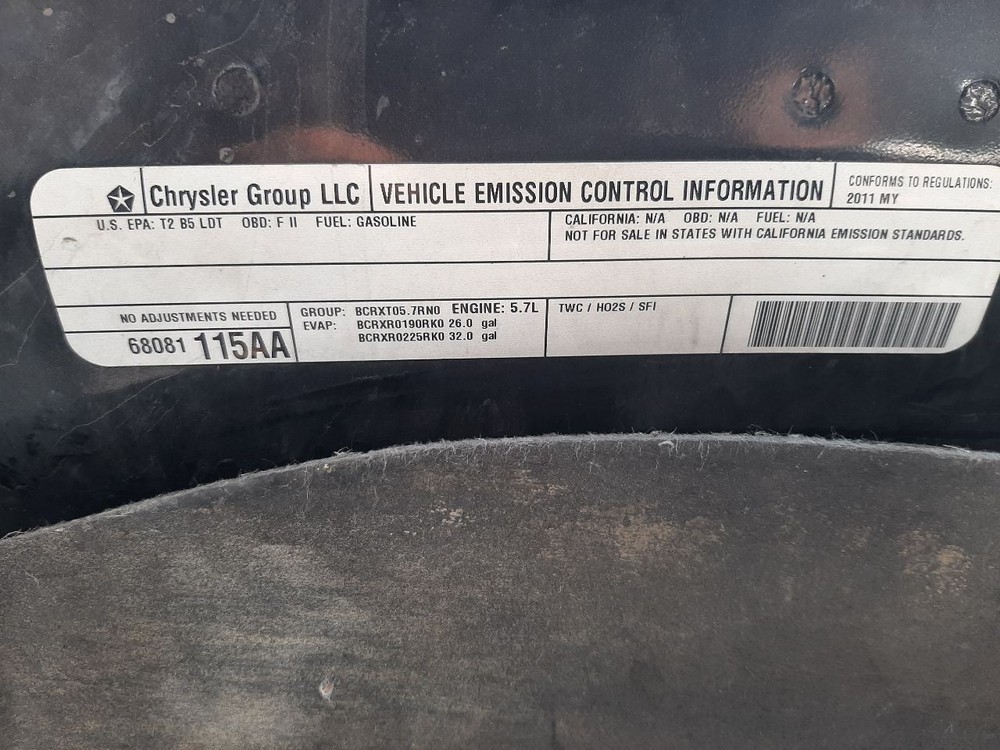 Chrysler Group LLC
VEHICLE EMISSION CONTROL INFORMATION
CONFORMS TO REGULATIONS:
2011 MY
U.S. EPA: T2 B5 LDT OBD: F II FUEL: GASOLINE
CALIFORNIA: N/A OBD: N/A FUEL: N/A
NOT FOR SALE IN STATES WITH CALIFORNIA EMISSION STANDARDS.
NO ADJUSTMENTS NEEDED
68081 115AA
GROUP: BCRXT05.7RN0 ENGINE: 5.7L
EVAP: BCRXR0190RK0 26.0 gal
BCRXR0225RK0 32.0 gal
TWC / HO2S / SFI